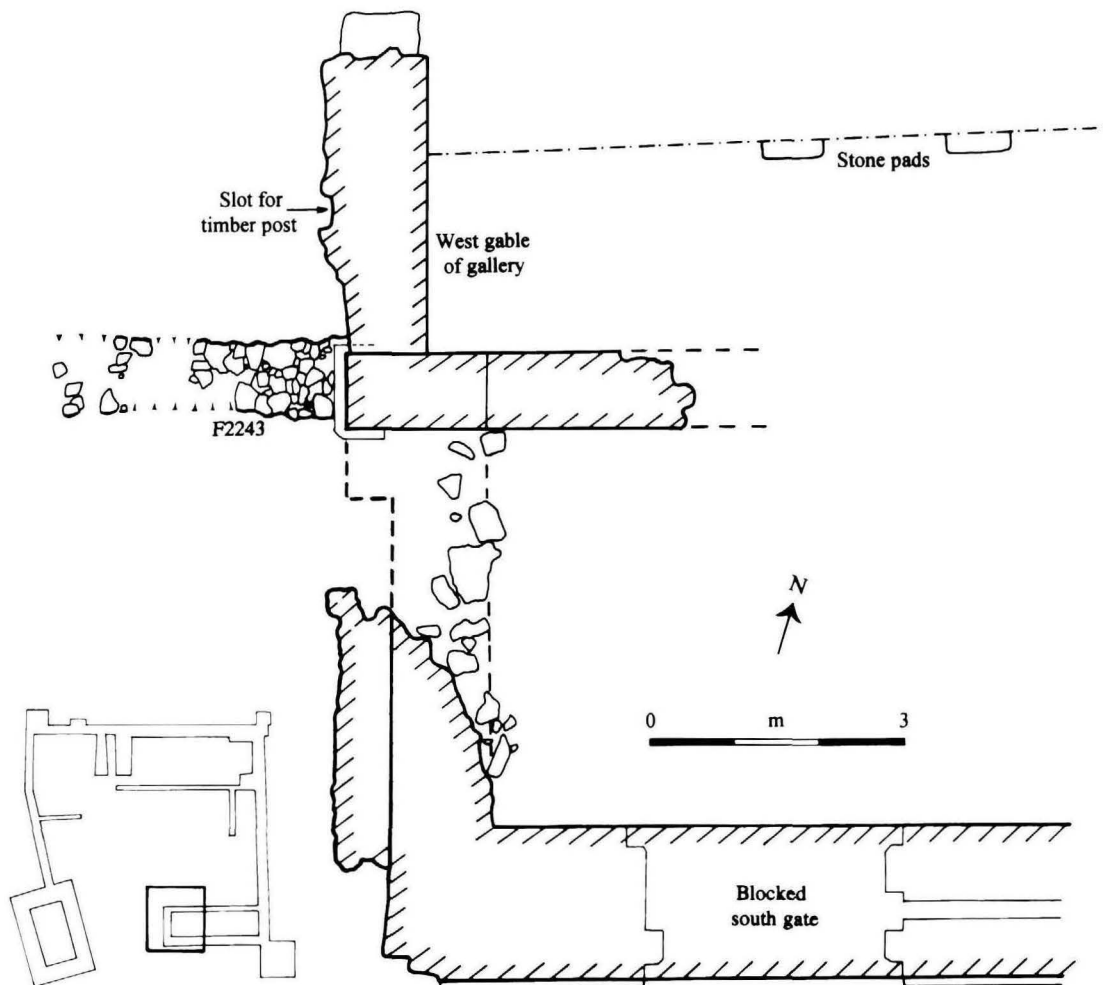 Stone pads
Slot for
timber post
West gable
of gallery
F2243
N
0 m 3
Blocked
south gate